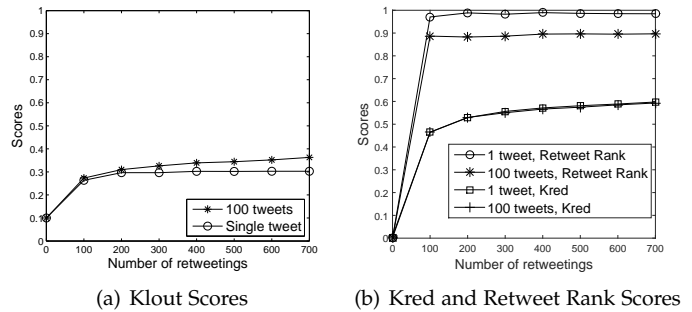 1
0.9
0.8
0.7
0.6
0.5
0.4
0.3
0.2
0.1
0
Scores
0 100 200 300 400 500 600 700
Number of retweetings
100 tweets
Single tweet
(a) Klout Scores
1
0.9
0.8
0.7
0.6
0.5
0.4
0.3
0.2
0.1
0
Scores
0 100 200 300 400 500 600 700
Number of retweetings
1 tweet, Retweet Rank
100 tweets, Retweet Rank
1 tweet, Kred
100 tweets, Kred
(b) Kred and Retweet Rank Scores